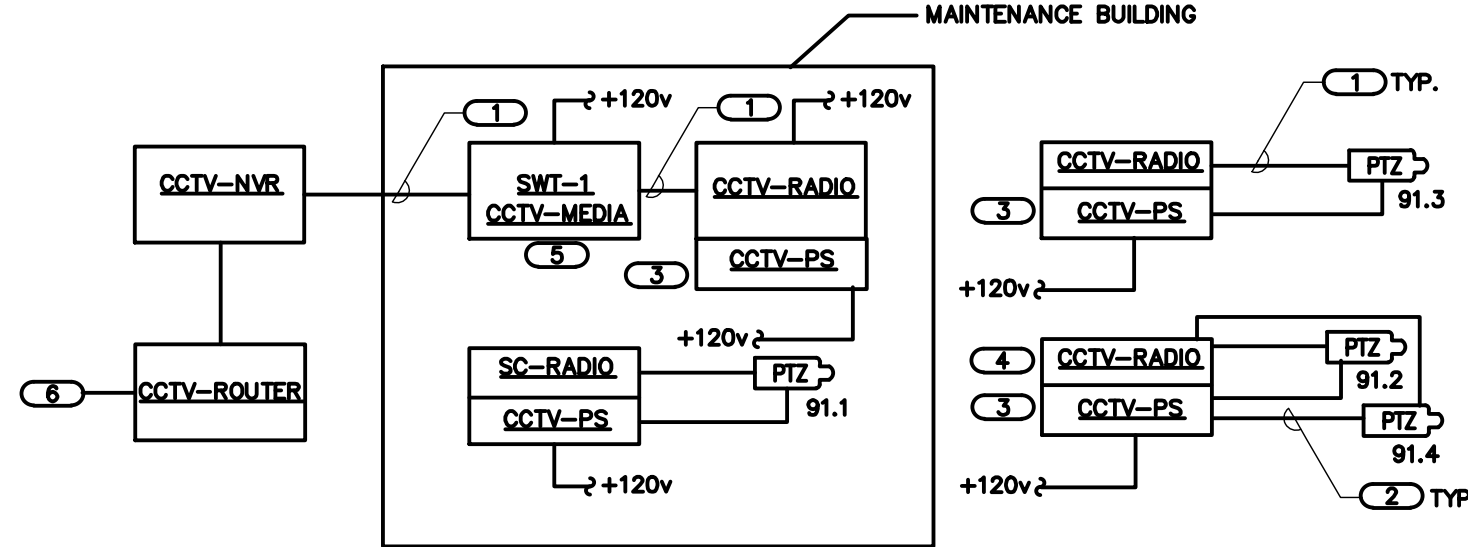 MAINTENANCE BUILDING
1 TYP.
+120v
+120v
1
1
CCTV-NVR
SWT-1
CCTV-MEDIA
5
CCTV-RADIO
CCTV-PS
3
+120v
CCTV-RADIO
CCTV-PS
3
PTZ
91.3
+120v
6
CCTV-ROUTER
SC-RADIO
CCTV-PS
PTZ
91.1
+120v
4
CCTV-RADIO
3
CCTV-PS
PTZ
91.2
PTZ
91.4
+120v
2 TYP